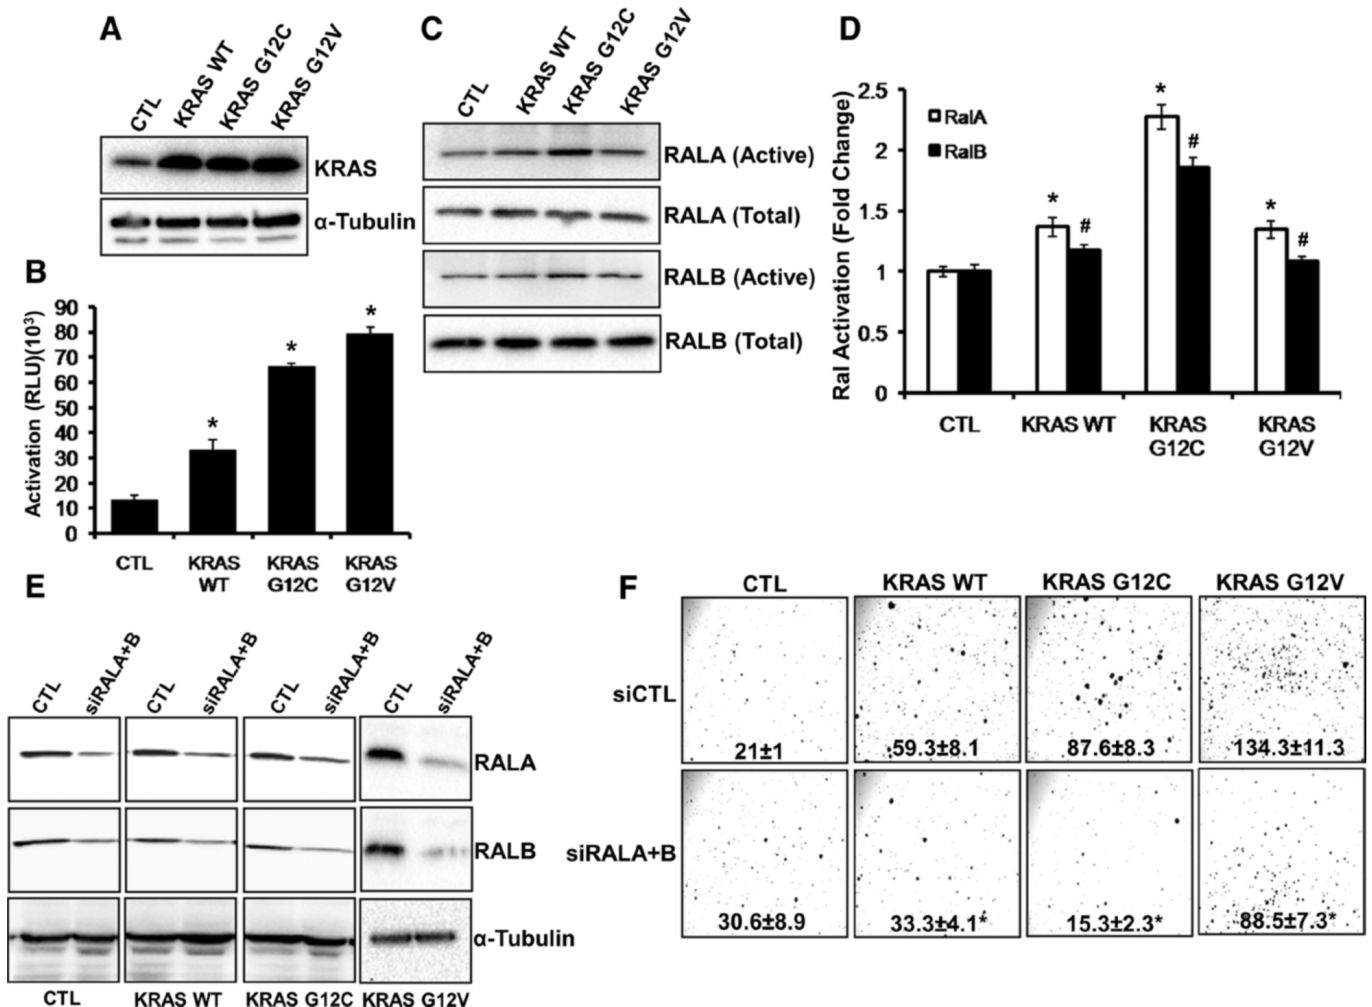 A
CTL
KRAS WT
KRAS G12C
KRAS G12V
KRAS
α-Tubulin
B
Activation (RLU)(10³)
90
80
70
60
50
40
30
20
10
0
*
*
*
CTL
KRAS
WT
KRAS
G12C
KRAS
G12V
C
CTL
KRAS WT
KRAS G12C
KRAS G12V
RALA (Active)
RALA (Total)
RALB (Active)
RALB (Total)
D
Ral Activation (Fold Change)
2.5
2
1.5
1
0.5
0
RalA
RalB
*
#
*
#
*
#
CTL
KRAS WT
KRAS
G12C
KRAS
G12V
E
CTL
siRALA+B
CTL
siRALA+B
CTL
siRALA+B
CTL
siRALA+B
RALA
RALB
α-Tubulin
CTL
KRAS WT
KRAS G12C
KRAS G12V
F
CTL
KRAS WT
KRAS G12C
KRAS G12V
siCTL
21±1
59.3±8.1
87.6±8.3
134.3±11.3
siRALA+B
30.6±8.9
33.3±4.1*
15.3±2.3*
88.5±7.3*